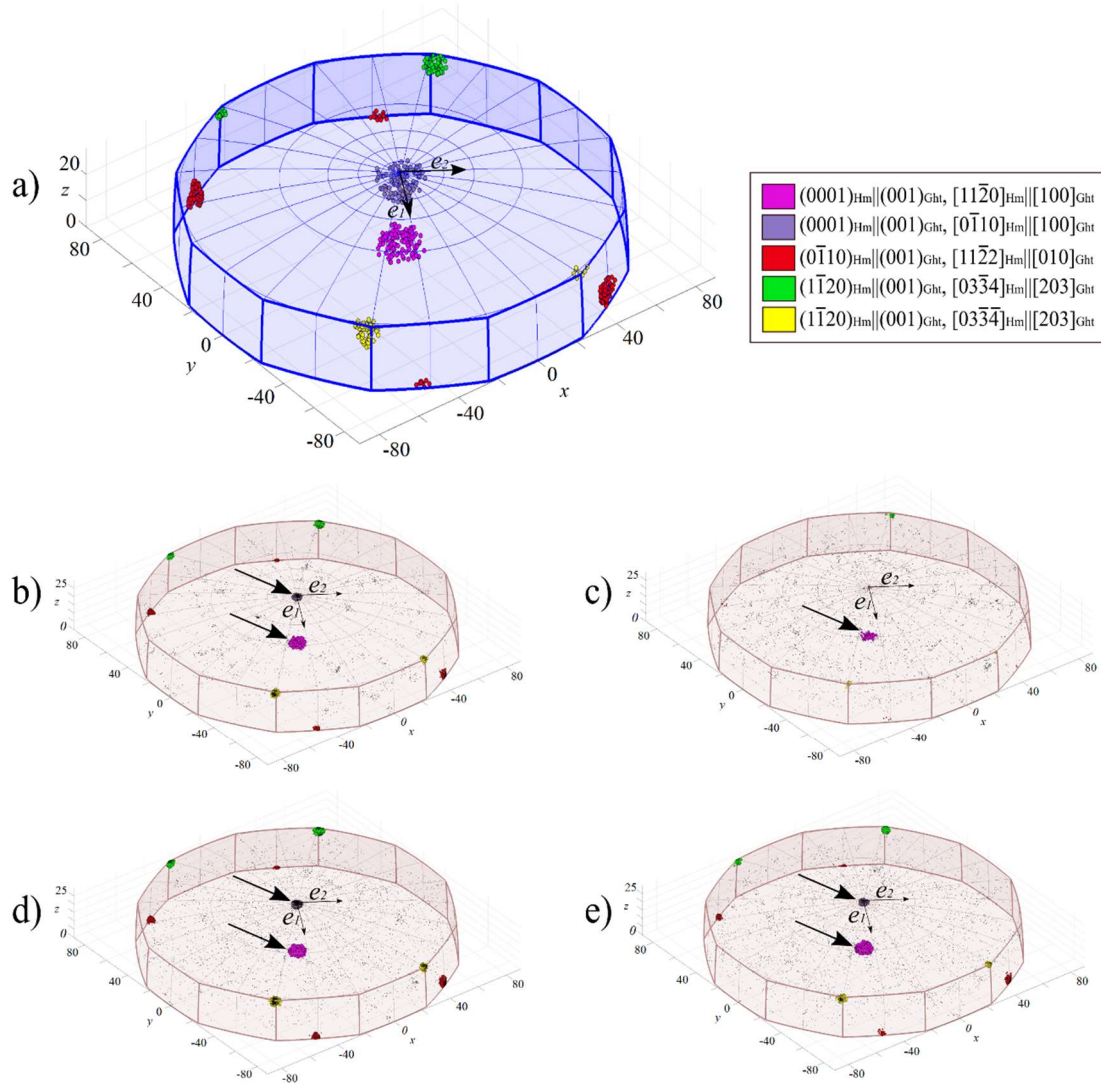 a)
20
z
0
80
40
y
0
-40
-80
-80
-40
0
x
40
80
e₂
e₁
(0001)Hm||(001)Ght, [112̅0]Hm||[100]Ght
(0001)Hm||(001)Ght, [01̅10]Hm||[100]Ght
(01̅10)Hm||(001)Ght, [112̅2]Hm||[010]Ght
(11̅20)Hm||(001)Ght, [033̅4]Hm||[203]Ght
(11̅20)Hm||(001)Ght, [033̅4̅]Hm||[203]Ght
b)
25
z
0
80
40
y
0
-40
-80
-80
-40
0
x
-40
80
e₂
e₁
c)
25
z
0
80
40
y
0
-40
-80
-80
-40
0
x
40
80
e₂
e₁
d)
25
z
0
80
40
y
0
-40
-80
-80
-40
0
x
40
80
e₂
e₁
e)
25
z
0
80
40
y
0
-40
-80
-80
-40
0
x
40
80
e₂
e₁